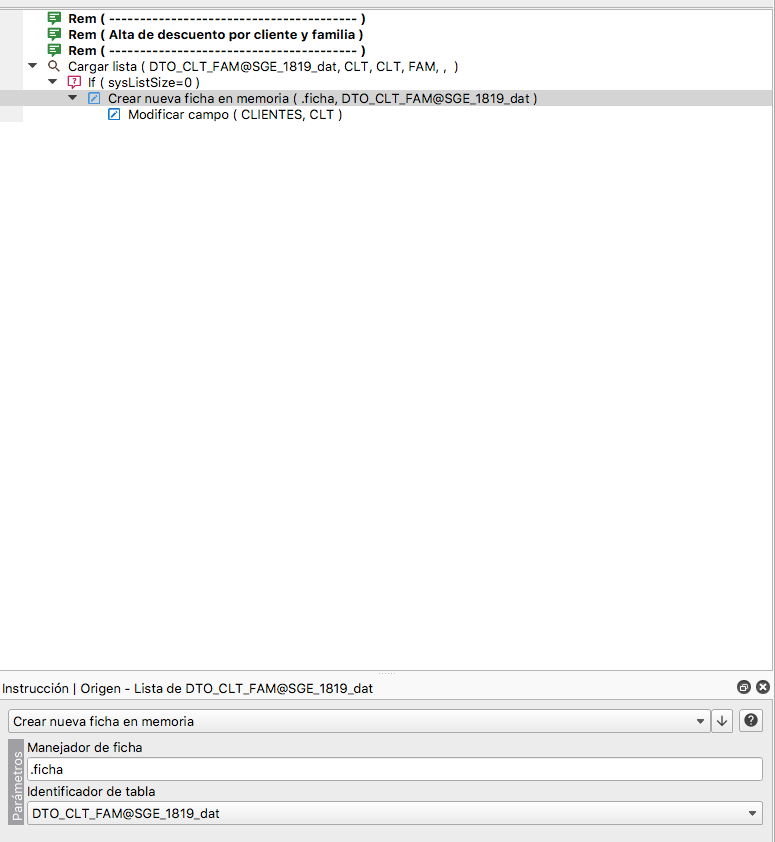 Rem ( --------------------------------------- )
Rem ( Alta de descuento por cliente y familia )
Rem ( --------------------------------------- )
Cargar lista ( DTO_CLT_FAM@SGE_1819_dat, CLT, CLT, FAM, , )
If ( sysListSize=0 )
Crear nueva ficha en memoria ( .ficha, DTO_CLT_FAM@SGE_1819_dat )
Modificar campo ( CLIENTES, CLT )
Instrucción | Origen - Lista de DTO_CLT_FAM@SGE_1819_dat
Crear nueva ficha en memoria
Parámetros
Manejador de ficha
.ficha
Identificador de tabla
DTO_CLT_FAM@SGE_1819_dat